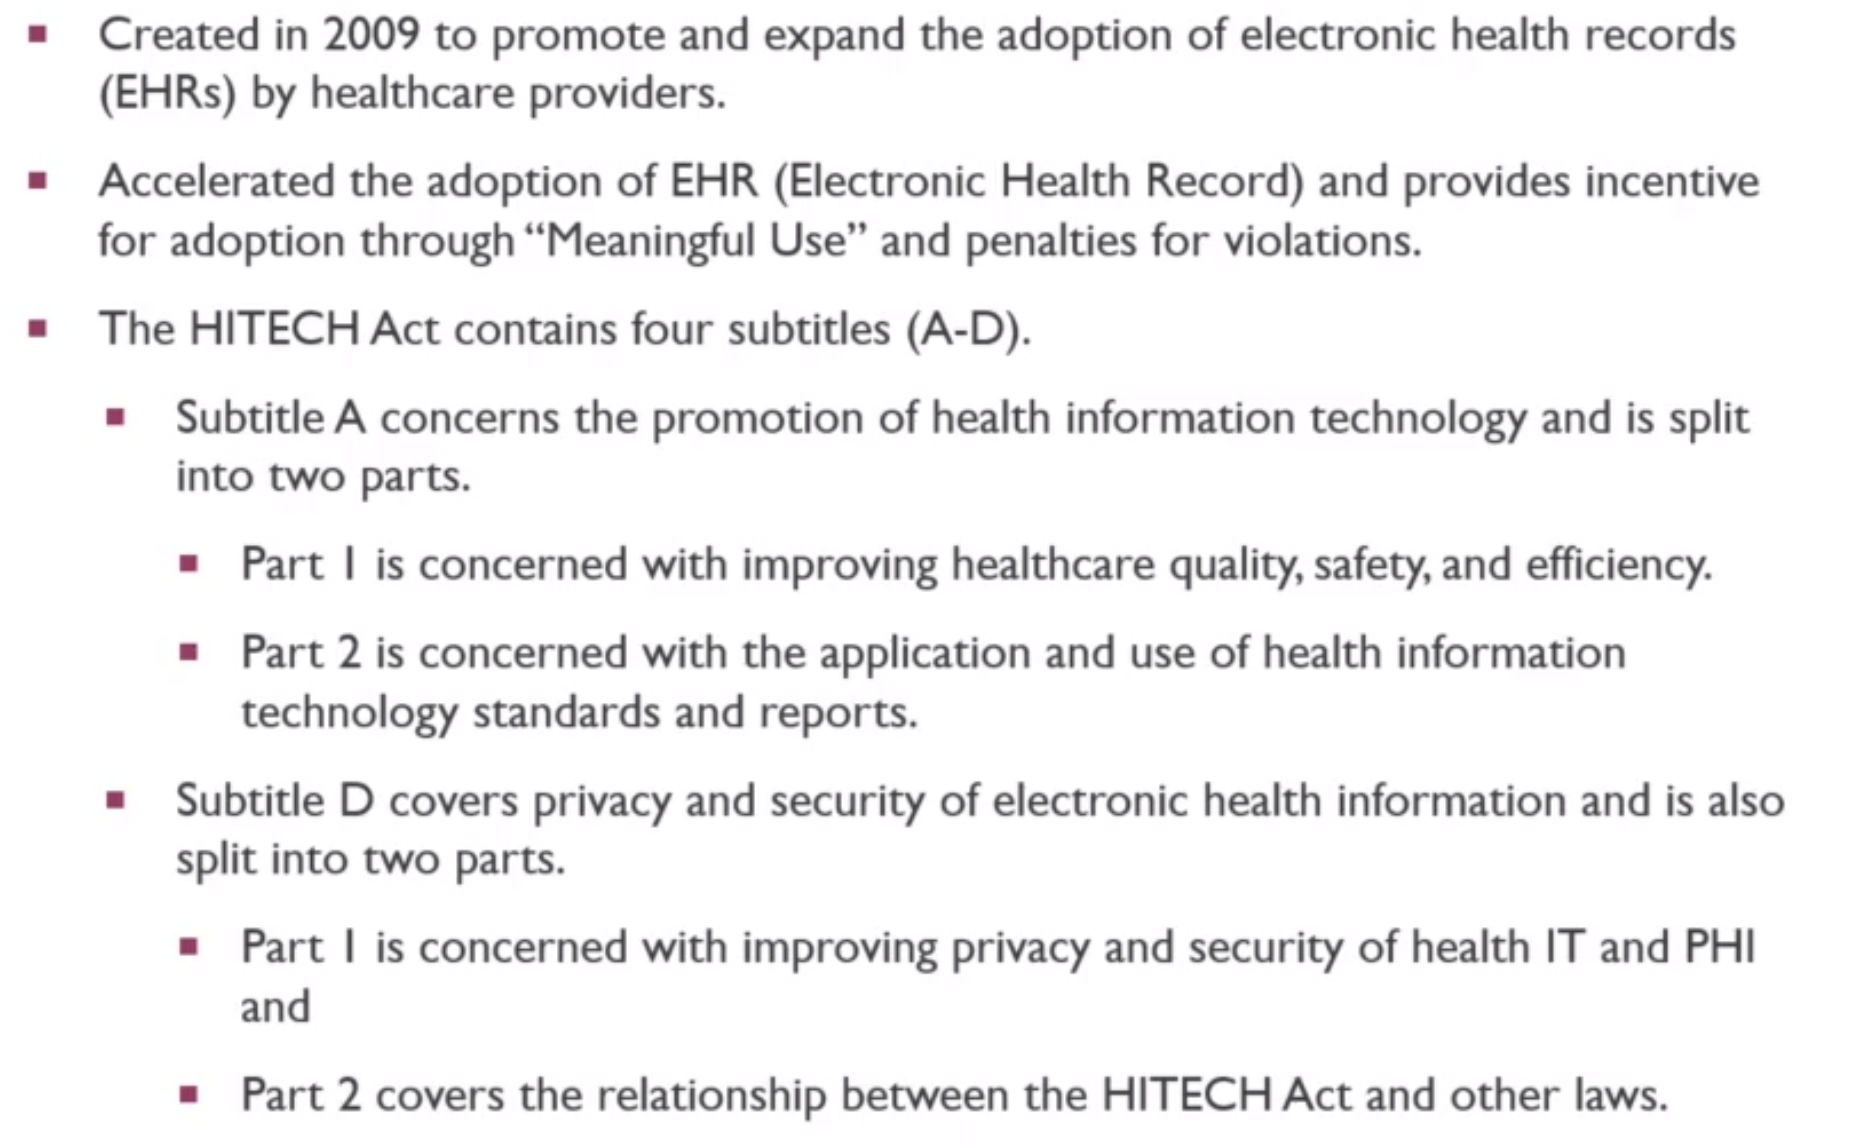 ▪ Created in 2009 to promote and expand the adoption of electronic health records
(EHRs) by healthcare providers.
▪ Accelerated the adoption of EHR (Electronic Health Record) and provides incentive
for adoption through “Meaningful Use” and penalties for violations.
▪ The HITECH Act contains four subtitles (A-D).
▪ Subtitle A concerns the promotion of health information technology and is split
into two parts.
▪ Part 1 is concerned with improving healthcare quality, safety, and efficiency.
▪ Part 2 is concerned with the application and use of health information
technology standards and reports.
▪ Subtitle D covers privacy and security of electronic health information and is also
split into two parts.
▪ Part 1 is concerned with improving privacy and security of health IT and PHI
and
▪ Part 2 covers the relationship between the HITECH Act and other laws.